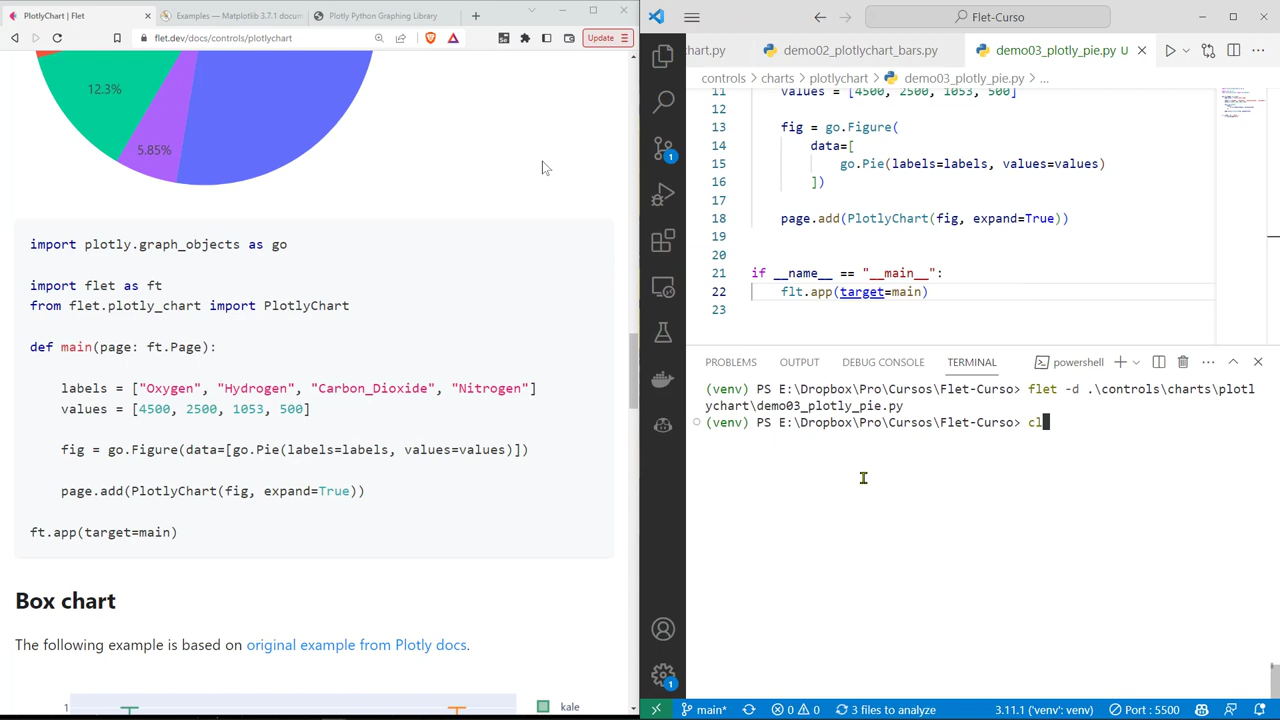 PlotlyChart | Flet
Examples — Matplotlib 3.7.1 docum
Plotly Python Graphing Library
flet.dev/docs/controls/plotlychart
Update
12.3%
5.85%
import plotly.graph_objects as go
import flet as ft
from flet.plotly_chart import PlotlyChart
def main(page: ft.Page):
labels = ["Oxygen", "Hydrogen", "Carbon_Dioxide", "Nitrogen"]
values = [4500, 2500, 1053, 500]
fig = go.Figure(data=[go.Pie(labels=labels, values=values)])
page.add(PlotlyChart(fig, expand=True))
ft.app(target=main)
Box chart
The following example is based on original example from Plotly docs.
1
kale
Flet-Curso
chart.py
demo02_plotlychart_bars.py
demo03_plotly_pie.py U
controls > charts > plotlychart > demo03_plotly_pie.py > ...
11 values = [4500, 2500, 1053, 500]
12
13 fig = go.Figure(
14 data=[
15 go.Pie(labels=labels, values=values)
16 ])
17
18 page.add(PlotlyChart(fig, expand=True))
19
20
21 if __name__ == "__main__":
22 flt.app(target=main)
23
PROBLEMS OUTPUT DEBUG CONSOLE TERMINAL powershell
(venv) PS E:\Dropbox\Pro\Cursos\Flet-Curso> flet -d .\controls\charts\plotl
ychart\demo03_plotly_pie.py
(venv) PS E:\Dropbox\Pro\Cursos\Flet-Curso> cl
1
1
main* 0 0 3 files to analyze 3.11.1 ('venv': venv) Port : 5500